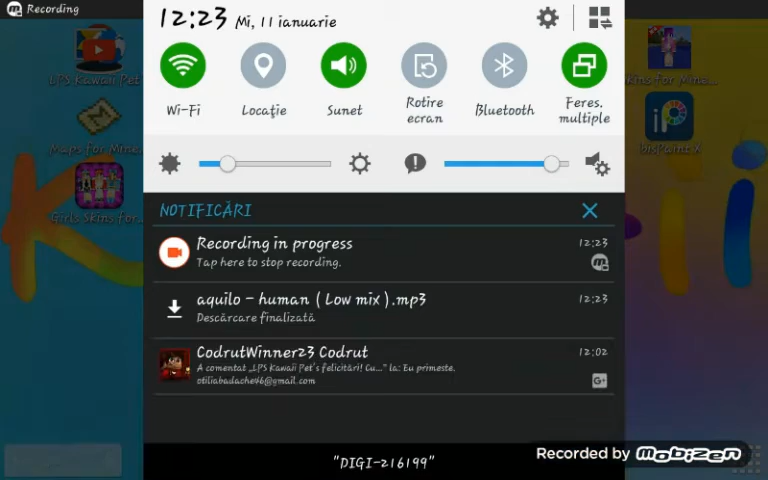 Recording
12:23 Mi, 11 ianuarie
LPS Kawaii Pet
Wi-Fi
Locaţie
Sunet
Rotire ecran
Bluetooth
Feres. multiple
Maps for Mine
ibisPaint X
Girls Skins for...
NOTIFICĂRI
Recording in progress
12:23
Tap here to stop recording.
aquilo - human ( Low mix ).mp3
12:23
Descărcare finalizată
CodrutWinner23 Codrut
12:02
A comentat „LPS Kawaii Pet's felicitări! Cu...” la: Eu primeste.
otiliabadache46@gmail.com
G+
"DIGI-216199"
Recorded by Mobizen